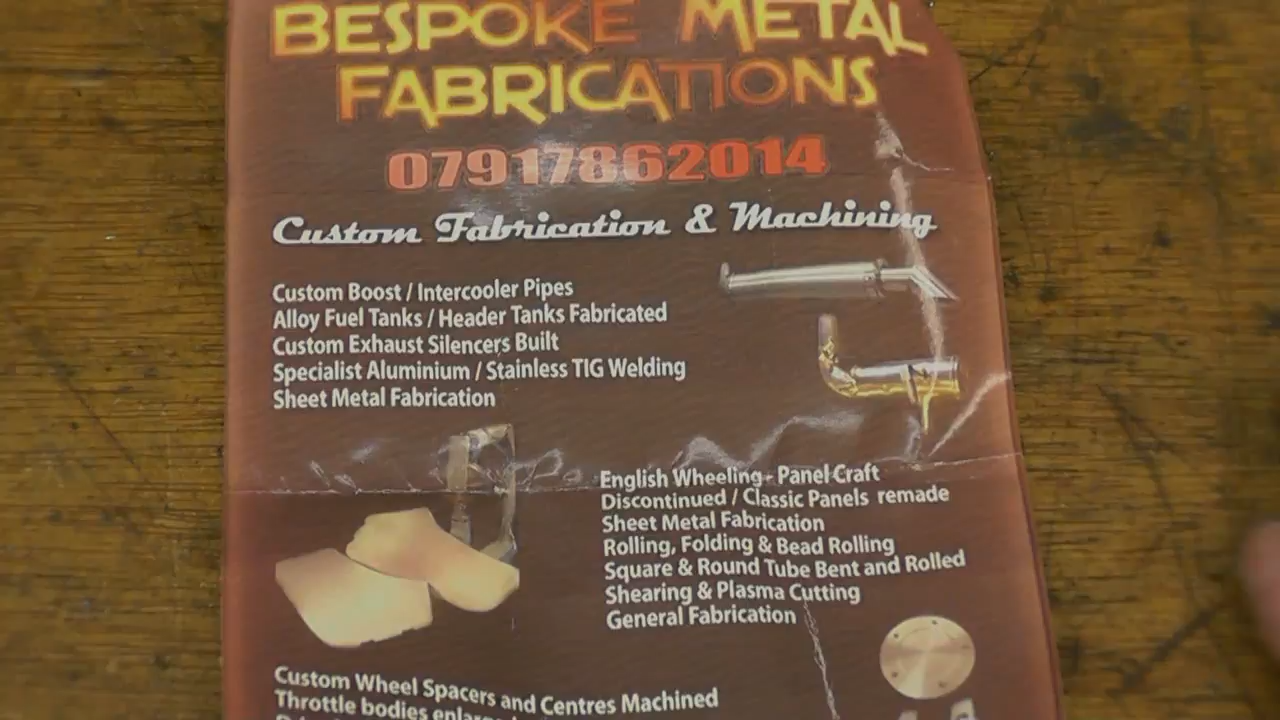 BESPOKE METAL
FABRICATIONS
07917862014
Custom Fabrication & Machining
Custom Boost / Intercooler Pipes
Alloy Fuel Tanks / Header Tanks Fabricated
Custom Exhaust Silencers Built
Specialist Aluminium / Stainless TIG Welding
Sheet Metal Fabrication
English Wheeling - Panel Craft
Discontinued / Classic Panels remade
Sheet Metal Fabrication
Rolling, Folding & Bead Rolling
Square & Round Tube Bent and Rolled
Shearing & Plasma Cutting
General Fabrication
Custom Wheel Spacers and Centres Machined
Throttle bodies